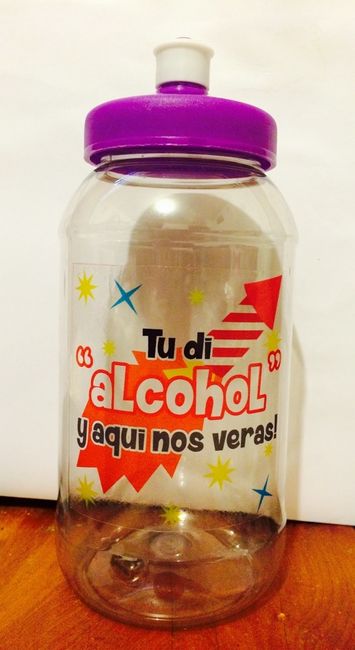 Tu di
“aLcohoL”
y aqui nos veras!